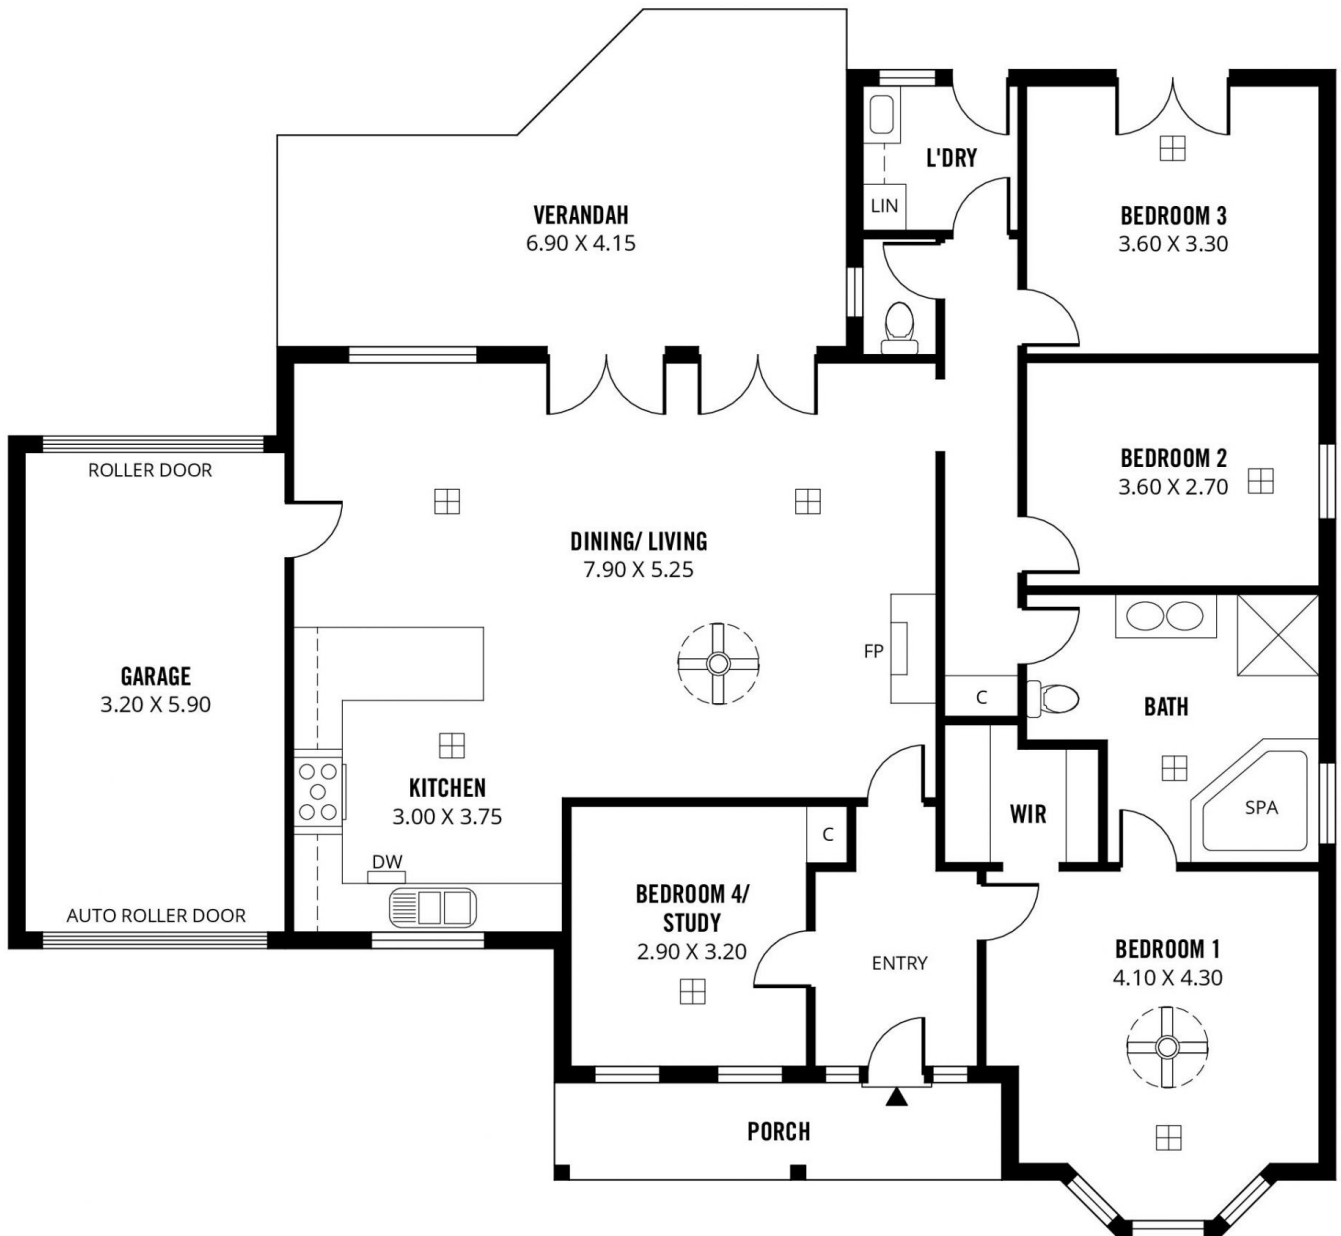 L'DRY
LIN
BEDROOM 3
3.60 X 3.30
VERANDAH
6.90 X 4.15
ROLLER DOOR
BEDROOM 2
3.60 X 2.70
DINING/ LIVING
7.90 X 5.25
GARAGE
3.20 X 5.90
FP
C
BATH
KITCHEN
3.00 X 3.75
WIR
SPA
C
DW
AUTO ROLLER DOOR
BEDROOM 4/
STUDY
2.90 X 3.20
ENTRY
BEDROOM 1
4.10 X 4.30
PORCH